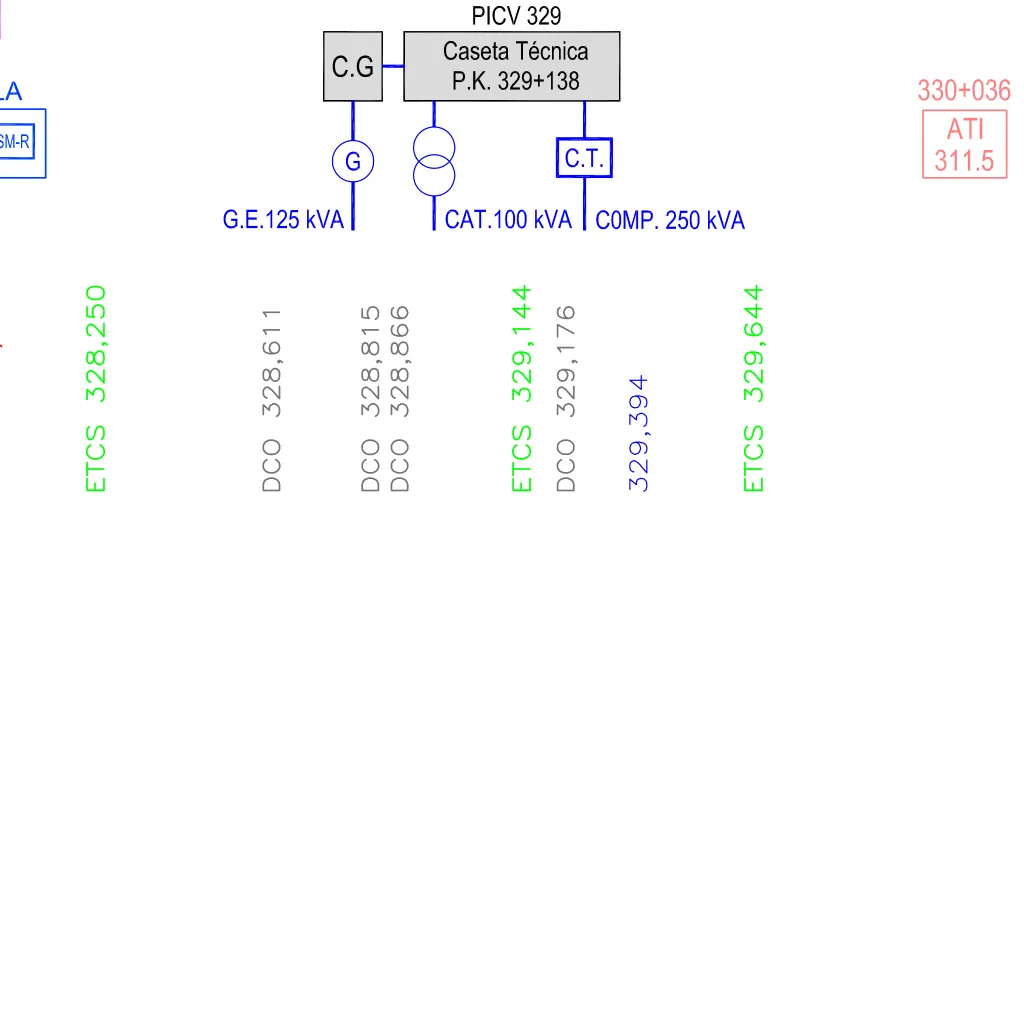 PICV 329
C.G
Caseta Técnica
P.K. 329+138
LA
SM-R
330+036
ATI
311.5
G
C.T.
G.E.125 kVA
CAT.100 kVA
C0MP. 250 kVA
ETCS 328,250
DCO 328,611
DCO 328,815
DCO 328,866
ETCS 329,144
DCO 329,176
329,394
ETCS 329,644